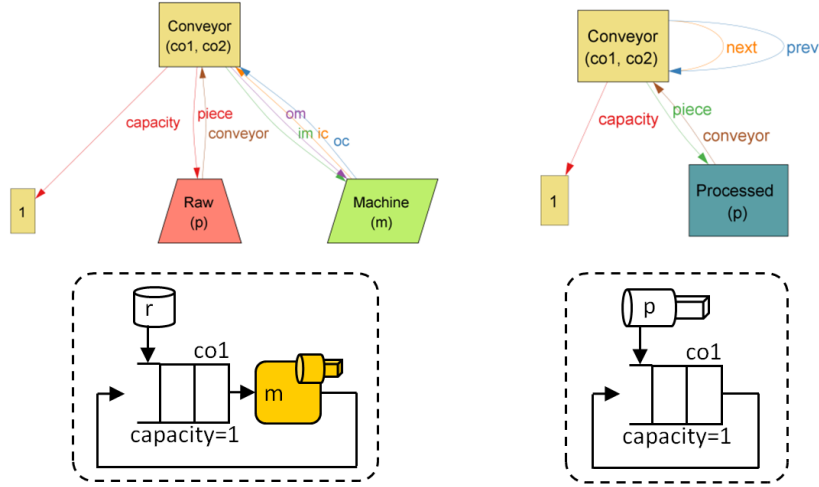 Conveyor
(co1, co2)
capacity
piece
conveyor
om
im ic
oc
1
Raw
(p)
Machine
(m)
Conveyor
(co1, co2)
next
prev
capacity
piece
conveyor
1
Processed
(p)
r
co1
m
capacity=1
p
co1
capacity=1